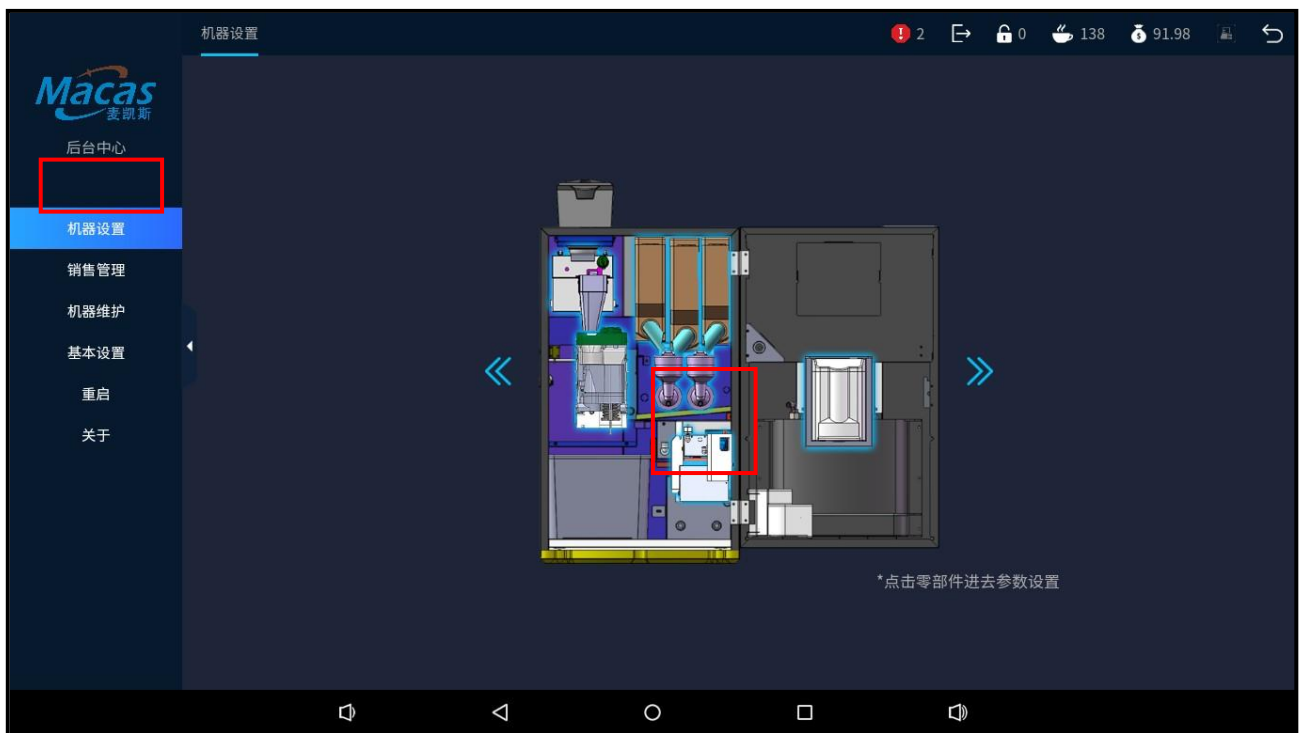 机器设置
2
0
138
91.98
Macas
麦凯斯
后台中心
机器设置
销售管理
机器维护
基本设置
重启
关于
*点击零部件进去参数设置